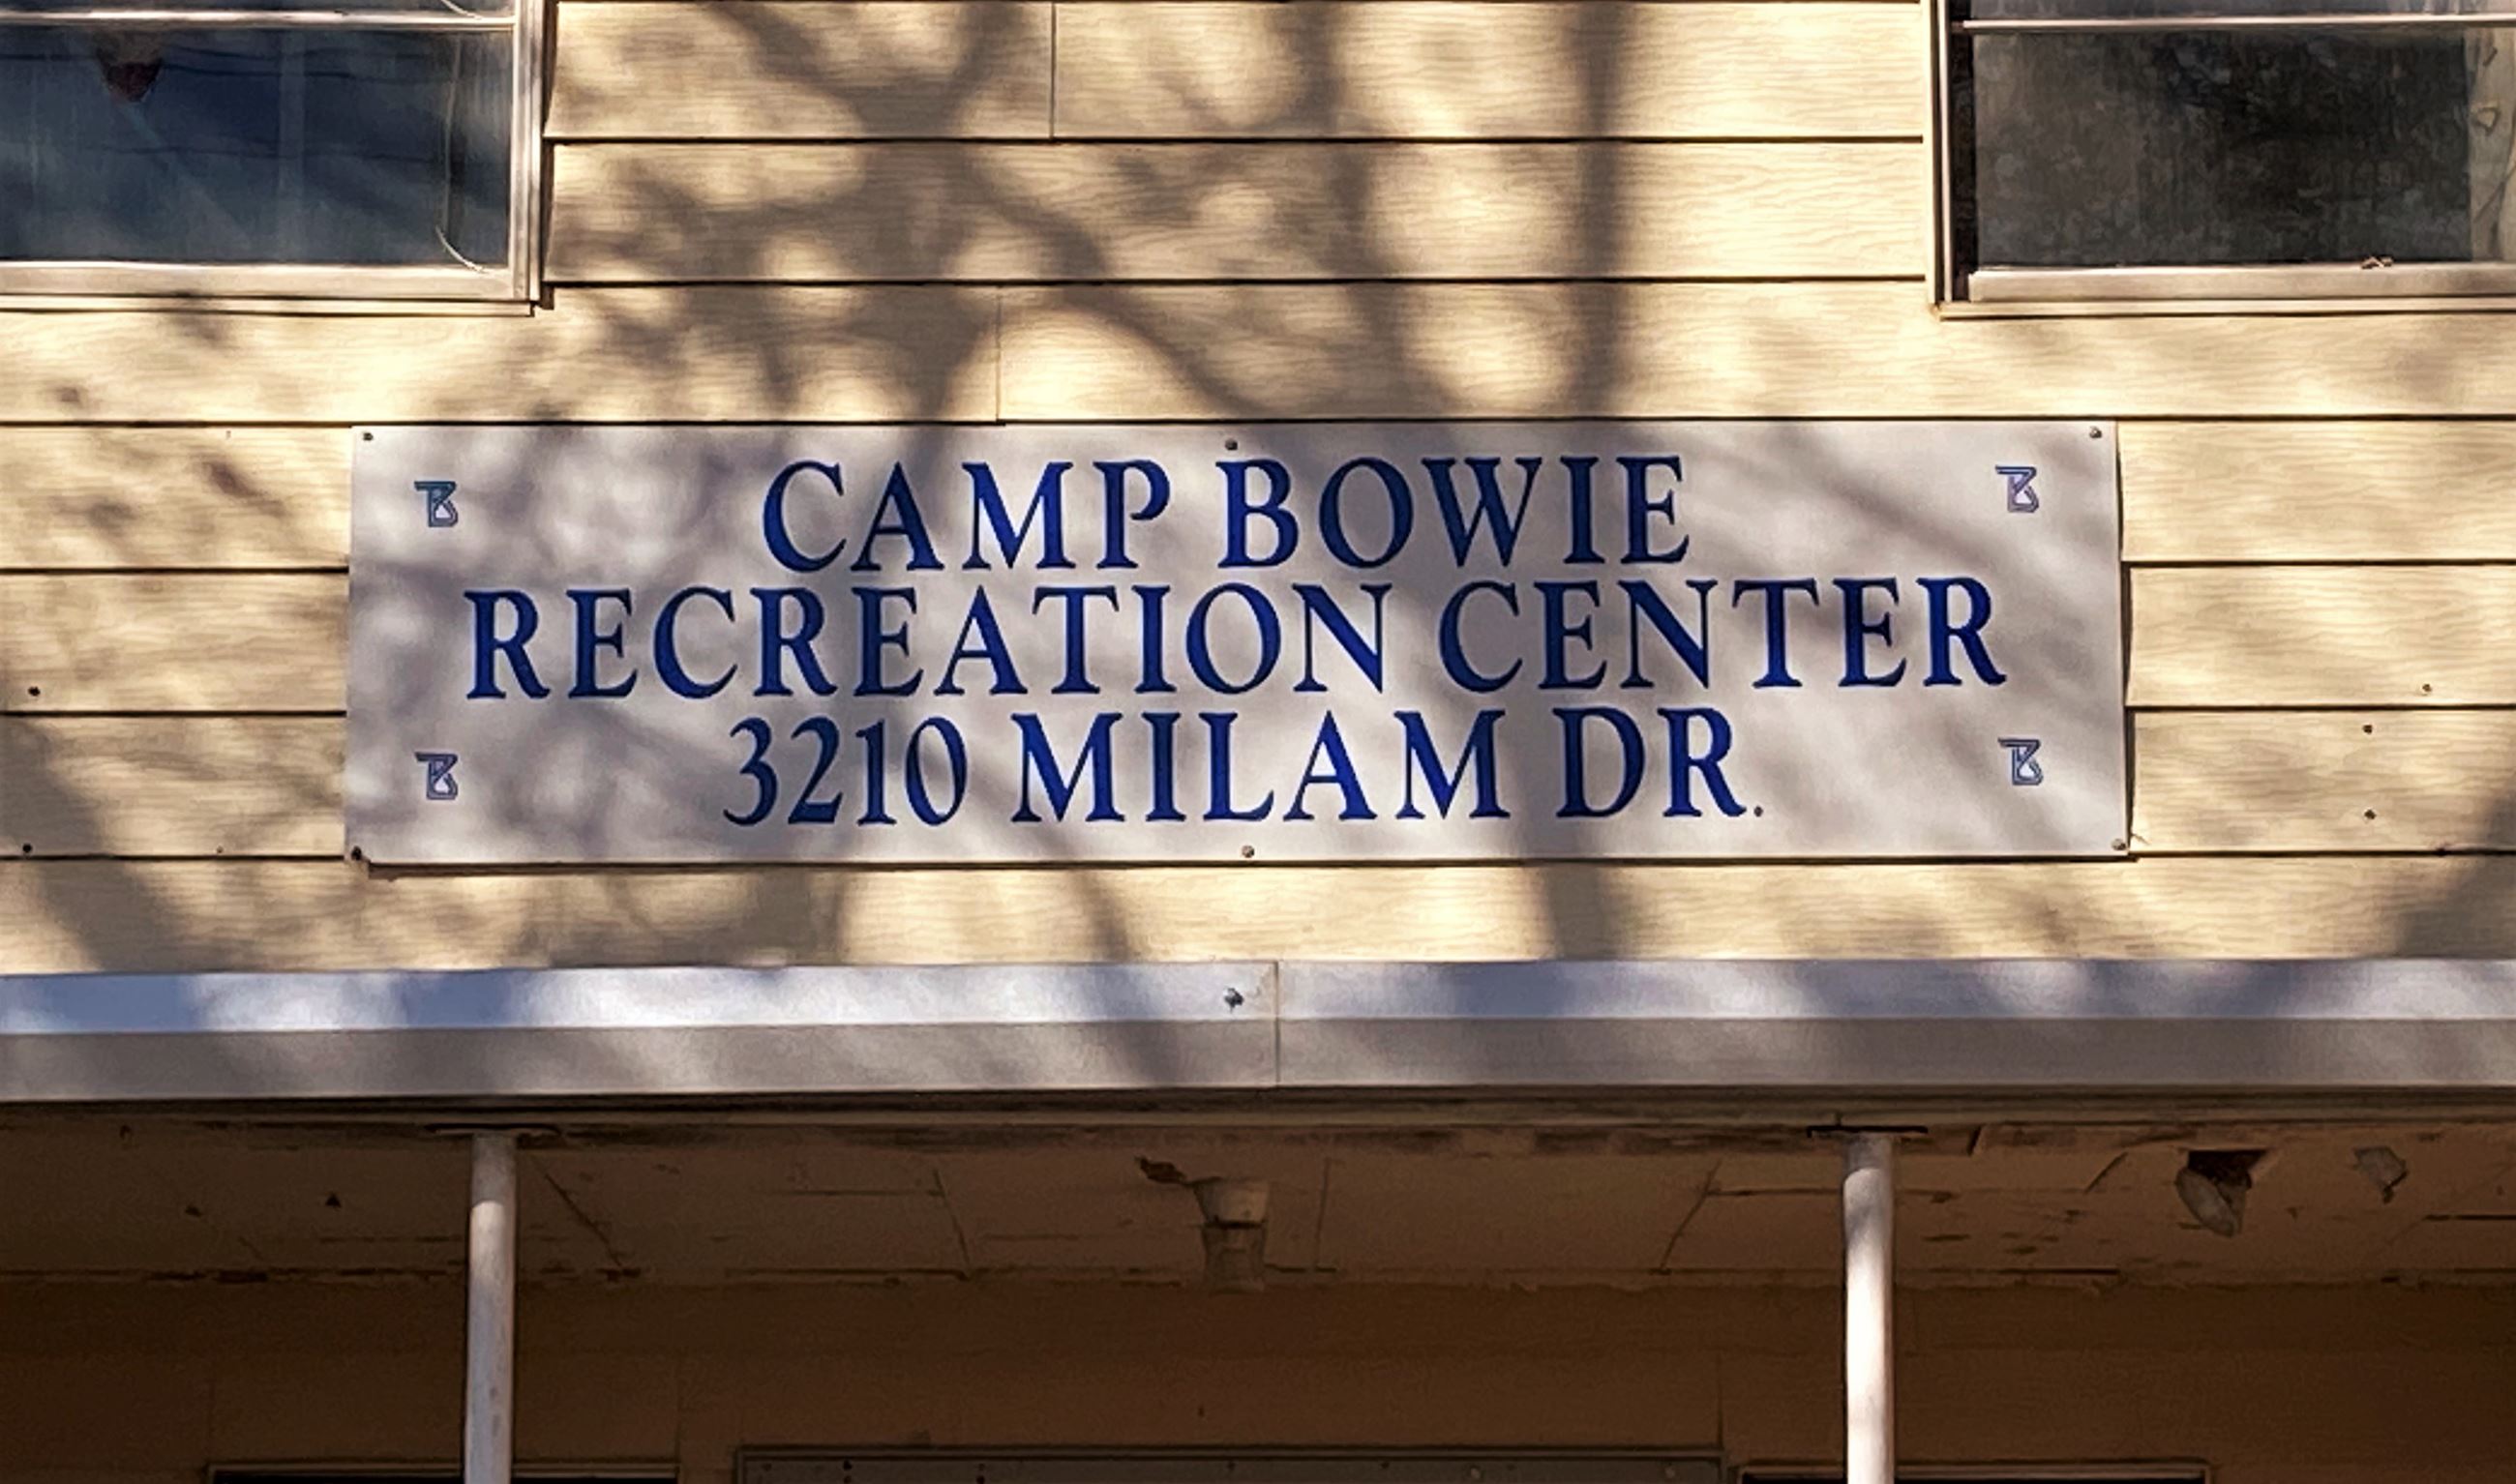 CAMP BOWIE
RECREATION CENTER
3210 MILAM DR.